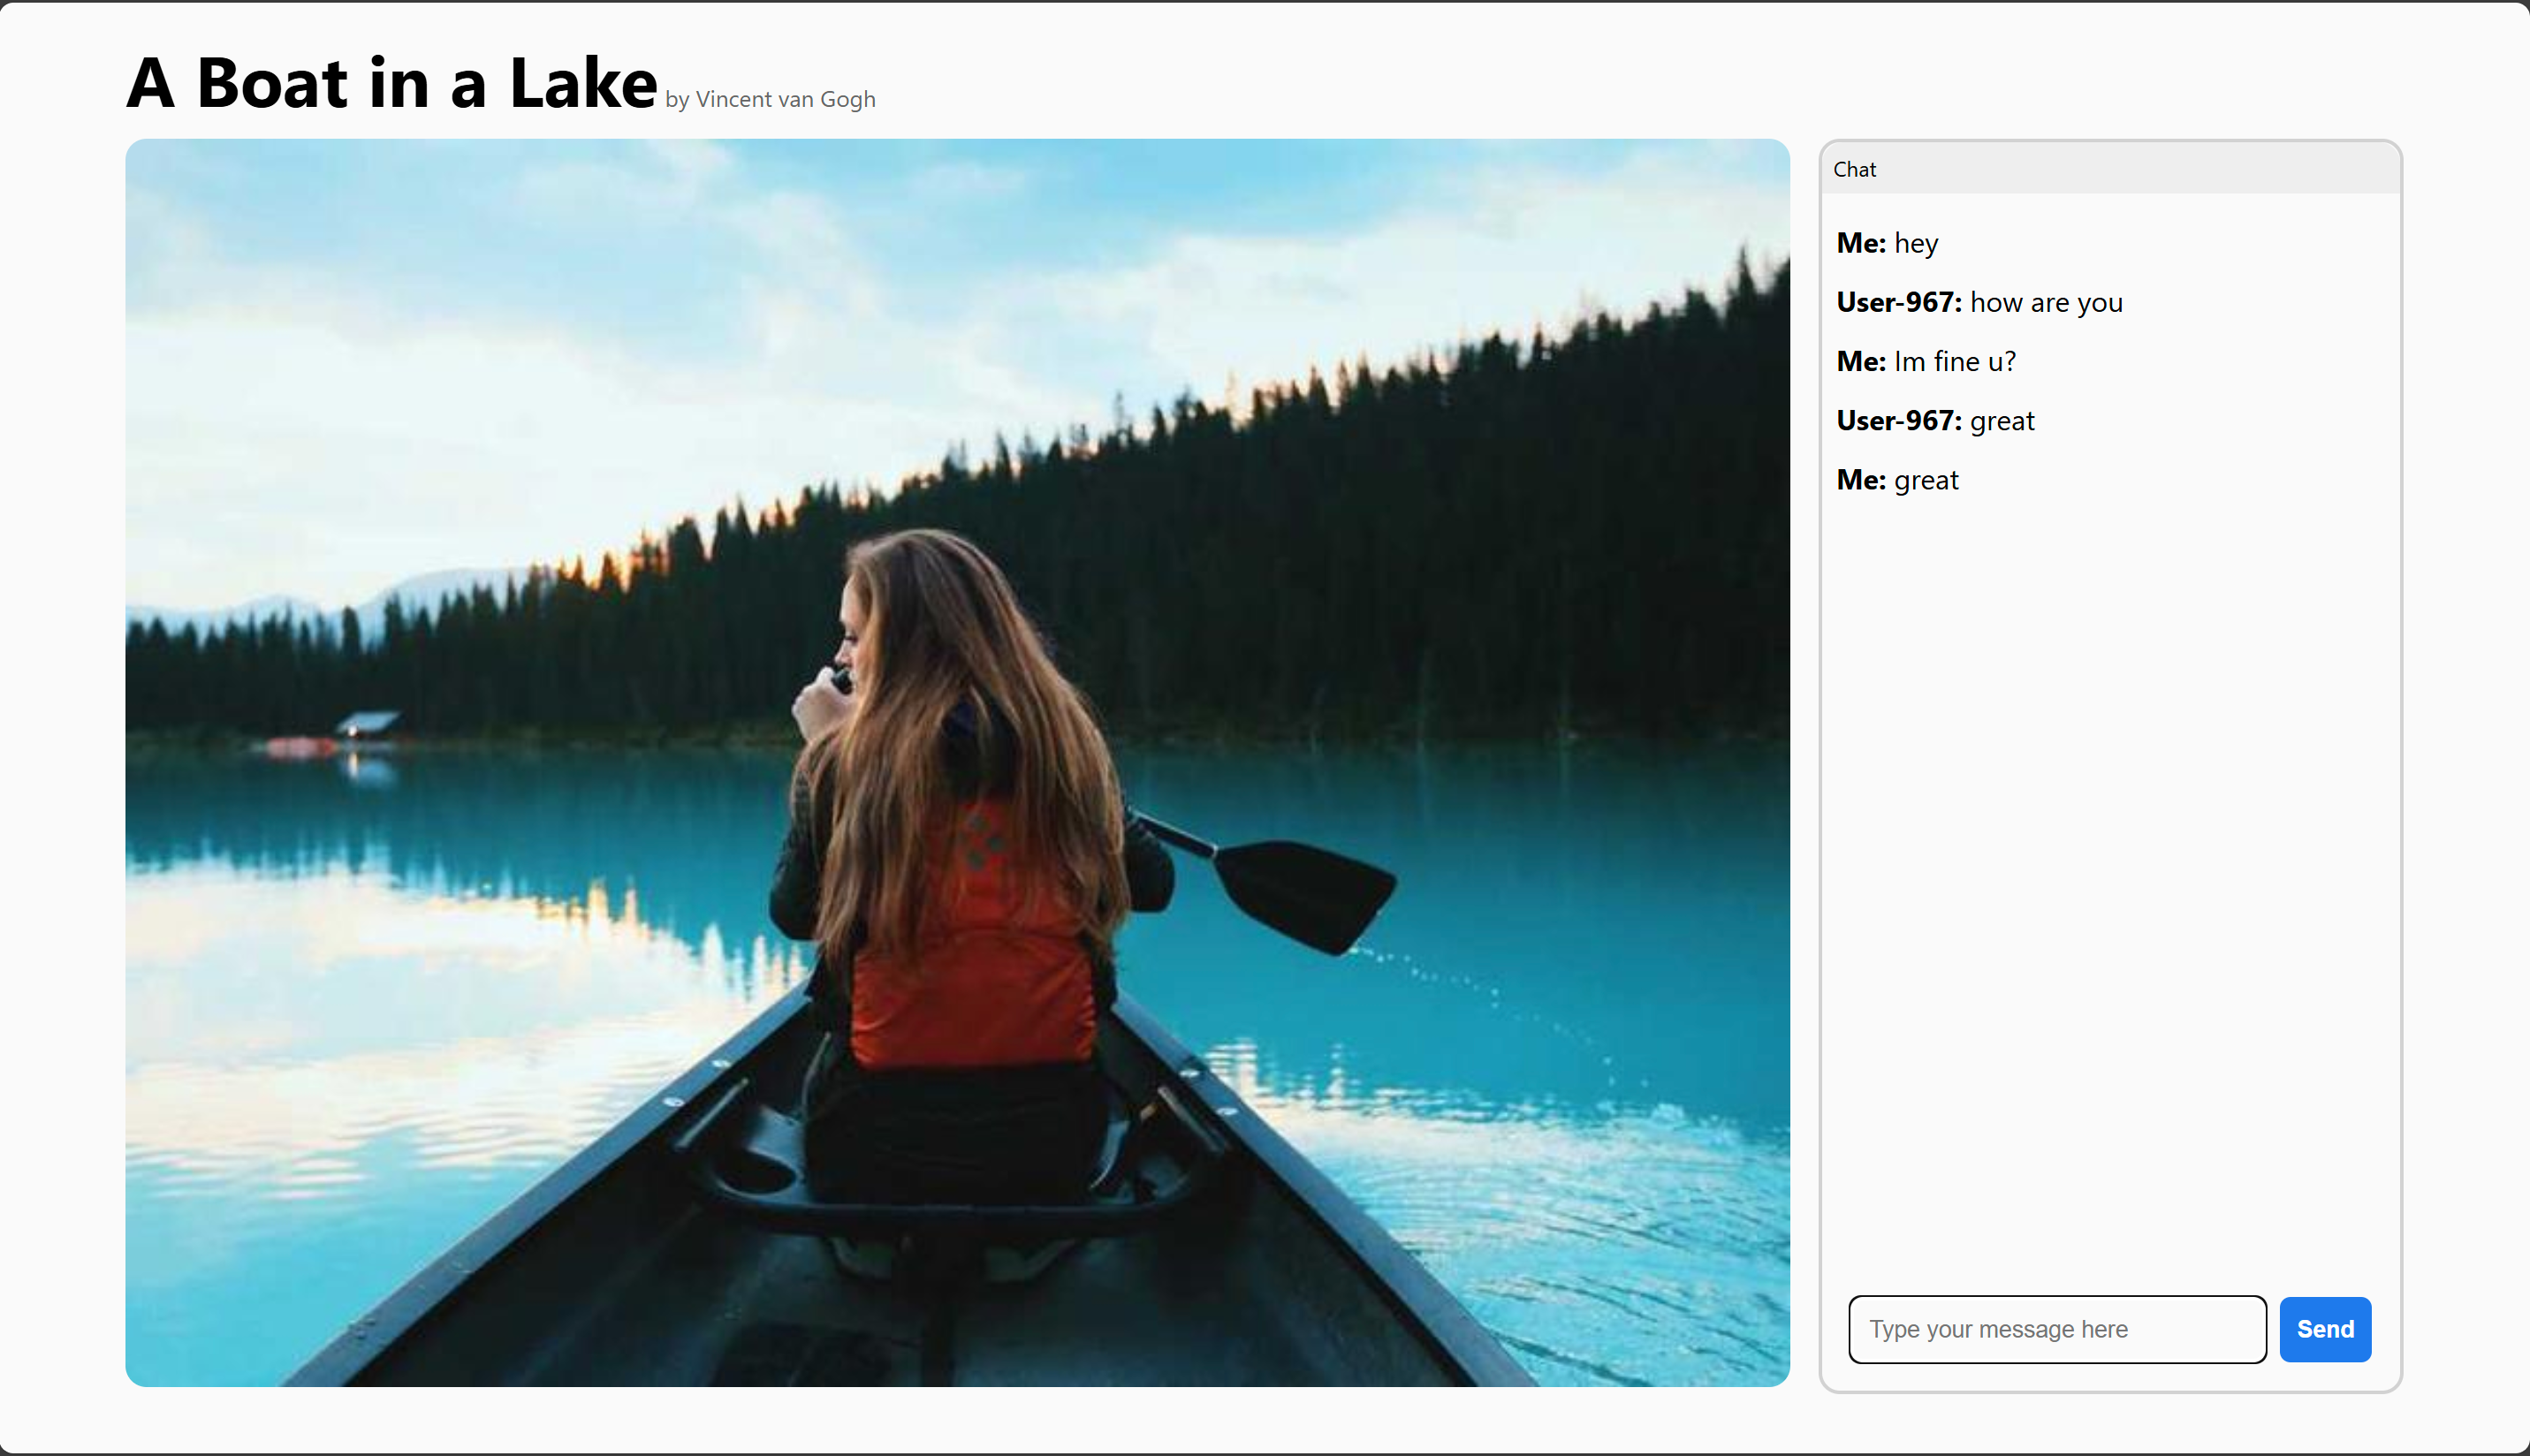 A Boat in a Lake by Vincent van Gogh
Chat
Me: hey
User-967: how are you
Me: Im fine u?
User-967: great
Me: great
Type your message here
Send